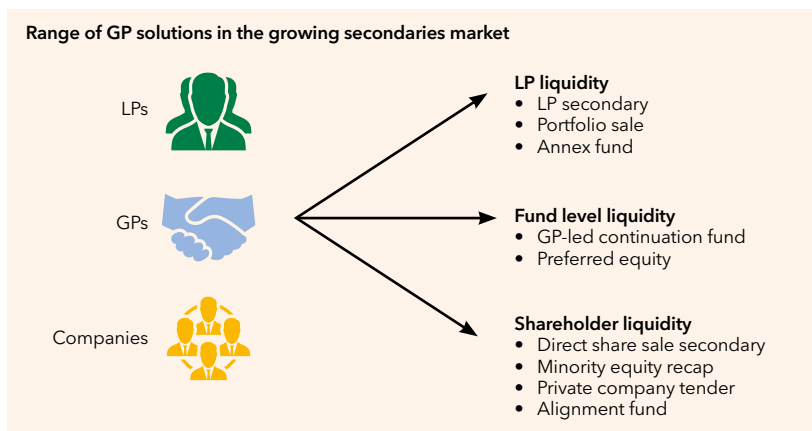 Range of GP solutions in the growing secondaries market
LPs
GPs
Companies
LP liquidity
• LP secondary
• Portfolio sale
• Annex fund
Fund level liquidity
• GP-led continuation fund
• Preferred equity
Shareholder liquidity
• Direct share sale secondary
• Minority equity recap
• Private company tender
• Alignment fund